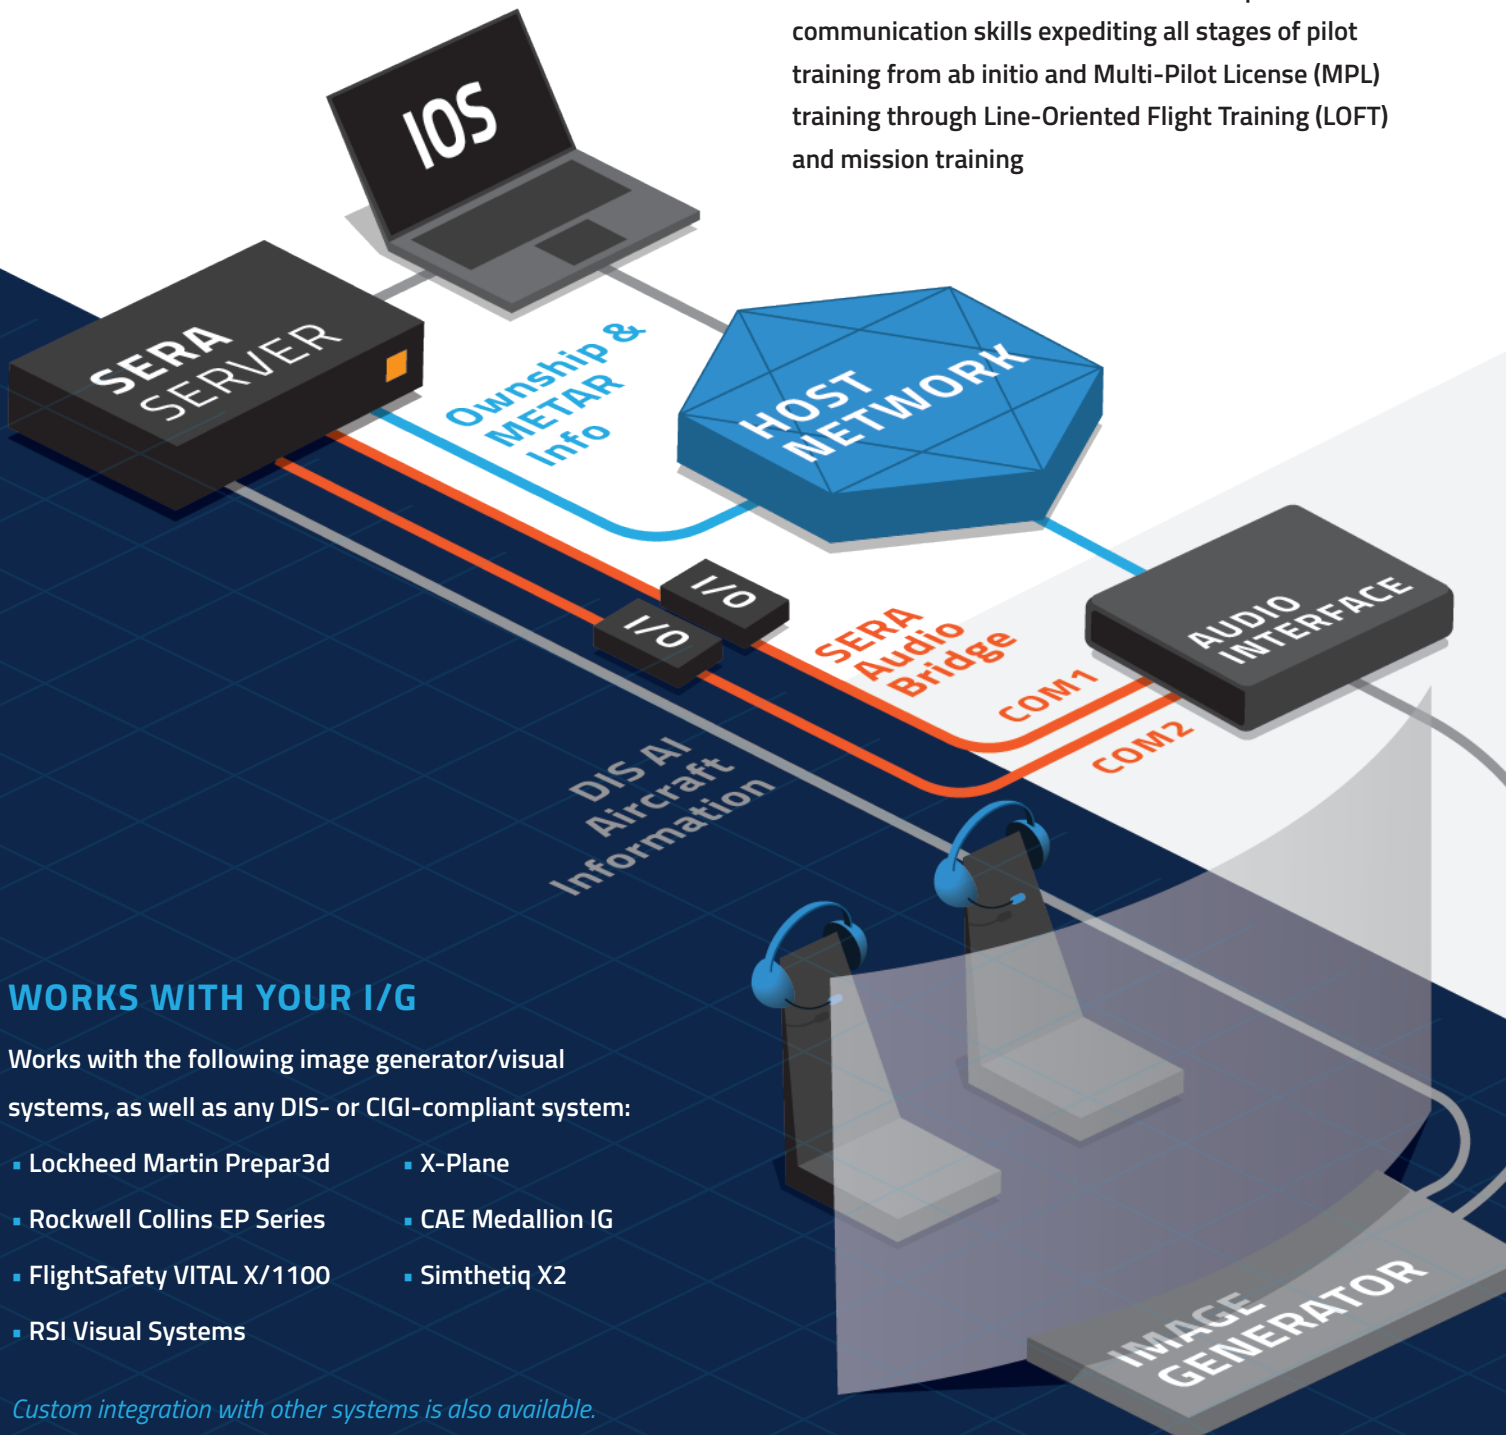 communication skills expediting all stages of pilot
training from ab initio and Multi-Pilot License (MPL)
training through Line-Oriented Flight Training (LOFT)
and mission training
IOS
SERA
SERVER
Ownship &
METAR
Info
HOST
NETWORK
I/O
I/O
SERA
Audio
Bridge
COM1
COM2
AUDIO
INTERFACE
DIS AI
Aircraft
Information
WORKS WITH YOUR I/G
Works with the following image generator/visual
systems, as well as any DIS- or CIGI-compliant system:
▪ Lockheed Martin Prepar3d
▪ Rockwell Collins EP Series
▪ FlightSafety VITAL X/1100
▪ RSI Visual Systems
▪ X-Plane
▪ CAE Medallion IG
▪ Simthetiq X2
Custom integration with other systems is also available.
IMAGE
GENERATOR